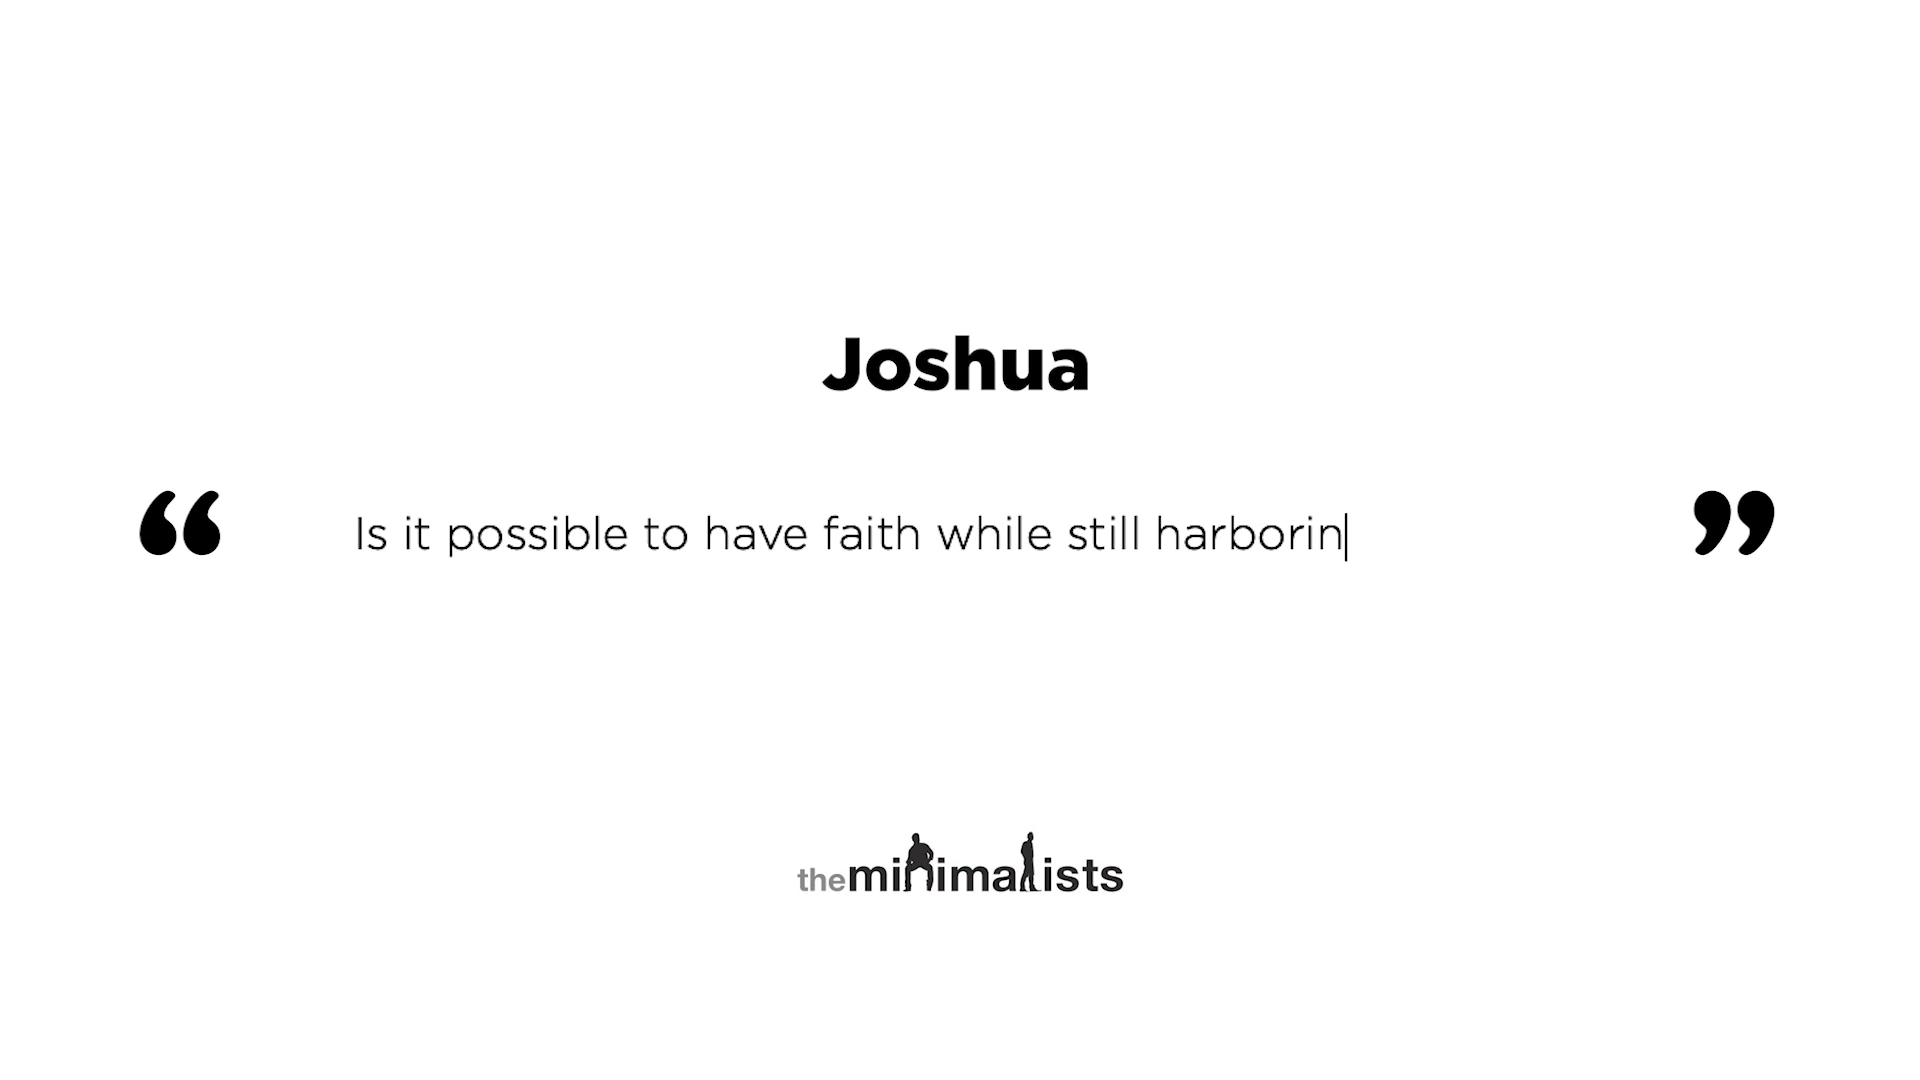 Joshua
“ Is it possible to have faith while still harborin ”
theminimalists